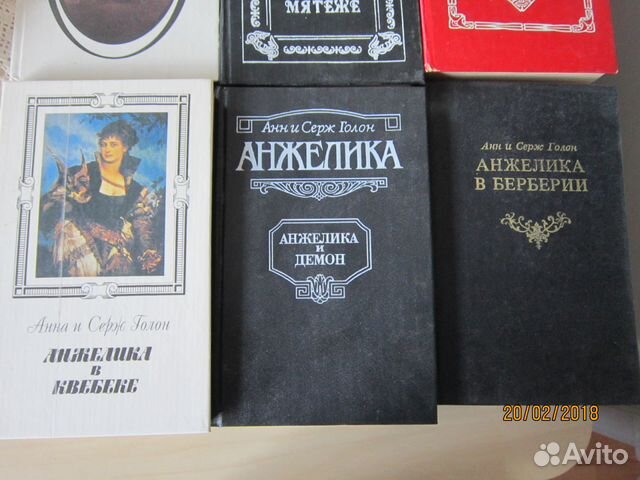 МЯТЕЖЕ
Анна и Серж Голон
АНЖЕЛИКА
В
КВЕБЕКЕ
Анн и Серж Голон
АНЖЕЛИКА
АНЖЕЛИКА
И
ДЕМОН
Анн и Серж Голон
АНЖЕЛИКА
В БЕРБЕРИИ
20/02/2018
Avito